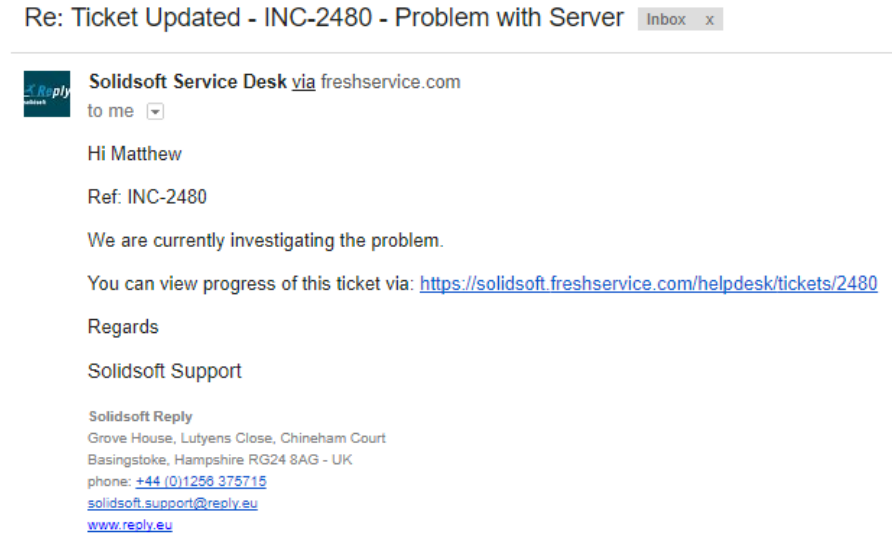 Re: Ticket Updated - INC-2480 - Problem with Server Inbox x
Reply
solidsoft
Solidsoft Service Desk via freshservice.com
to me
Hi Matthew
Ref: INC-2480
We are currently investigating the problem.
You can view progress of this ticket via: https://solidsoft.freshservice.com/helpdesk/tickets/2480
Regards
Solidsoft Support
Solidsoft Reply
Grove House, Lutyens Close, Chineham Court
Basingstoke, Hampshire RG24 8AG - UK
phone: +44 (0)1256 375715
solidsoft.support@reply.eu
www.reply.eu